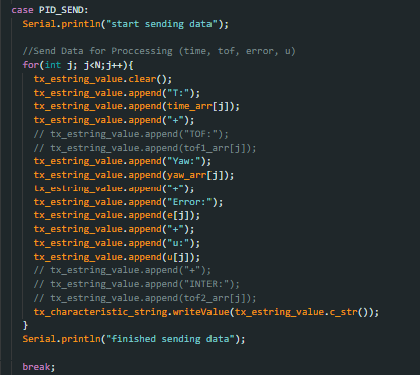 case PID_SEND:
Serial.println("start sending data");
//Send Data for Proccessing (time, tof, error, u)
for(int j; j<N;j++){
tx_estring_value.clear();
tx_estring_value.append("T:");
tx_estring_value.append(time_arr[j]);
tx_estring_value.append("+");
// tx_estring_value.append("TOF:");
// tx_estring_value.append(tof1_arr[j]);
tx_estring_value.append("Yaw:");
tx_estring_value.append(yaw_arr[j]);
tx_estring_value.append("+");
tx_estring_value.append("Error:");
tx_estring_value.append(e[j]);
tx_estring_value.append("+");
tx_estring_value.append("u:");
tx_estring_value.append(u[j]);
// tx_estring_value.append("+");
// tx_estring_value.append("INTER:");
// tx_estring_value.append(tof2_arr[j]);
tx_characteristic_string.writeValue(tx_estring_value.c_str());
}
Serial.println("finished sending data");
break;